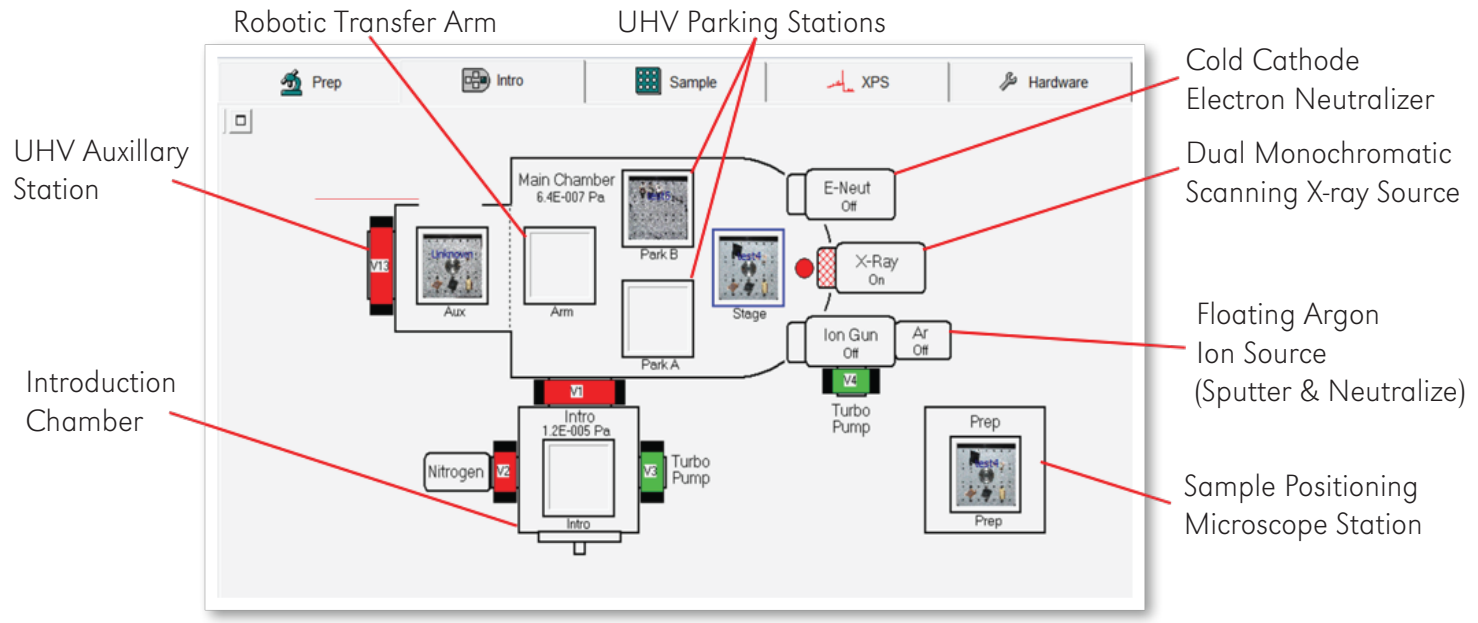 Robotic Transfer Arm
UHV Parking Stations
Cold Cathode
Electron Neutralizer
Dual Monochromatic
Scanning X-ray Source
UHV Auxillary
Station
Floating Argon
Ion Source
(Sputter & Neutralize)
Introduction
Chamber
Sample Positioning
Microscope Station
Prep
Intro
Sample
XPS
Hardware
Main Chamber
6.4E-007 Pa
Park B
E-Neut
Off
V13
Unknown
Aux
Arm
test4
Stage
X-Ray
On
Park A
Ion Gun
Off
Ar
Off
V4
Turbo
Pump
V1
Intro
1.2E-005 Pa
Nitrogen
V2
V3
Turbo
Pump
Intro
Prep
test4
Prep